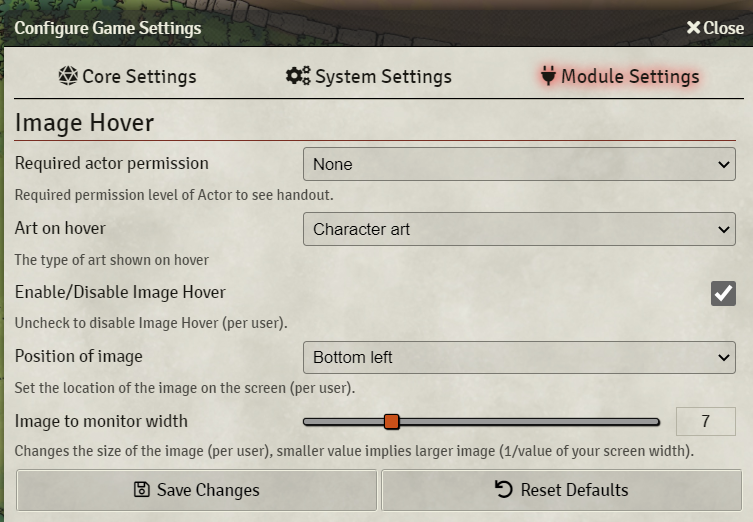 Configure Game Settings
Close
Core Settings
System Settings
Module Settings
Image Hover
Required actor permission
None
Required permission level of Actor to see handout.
Art on hover
Character art
The type of art shown on hover
Enable/Disable Image Hover
Uncheck to disable Image Hover (per user).
Position of image
Bottom left
Set the location of the image on the screen (per user).
Image to monitor width
7
Changes the size of the image (per user), smaller value implies larger image (1/value of your screen width).
Save Changes
Reset Defaults